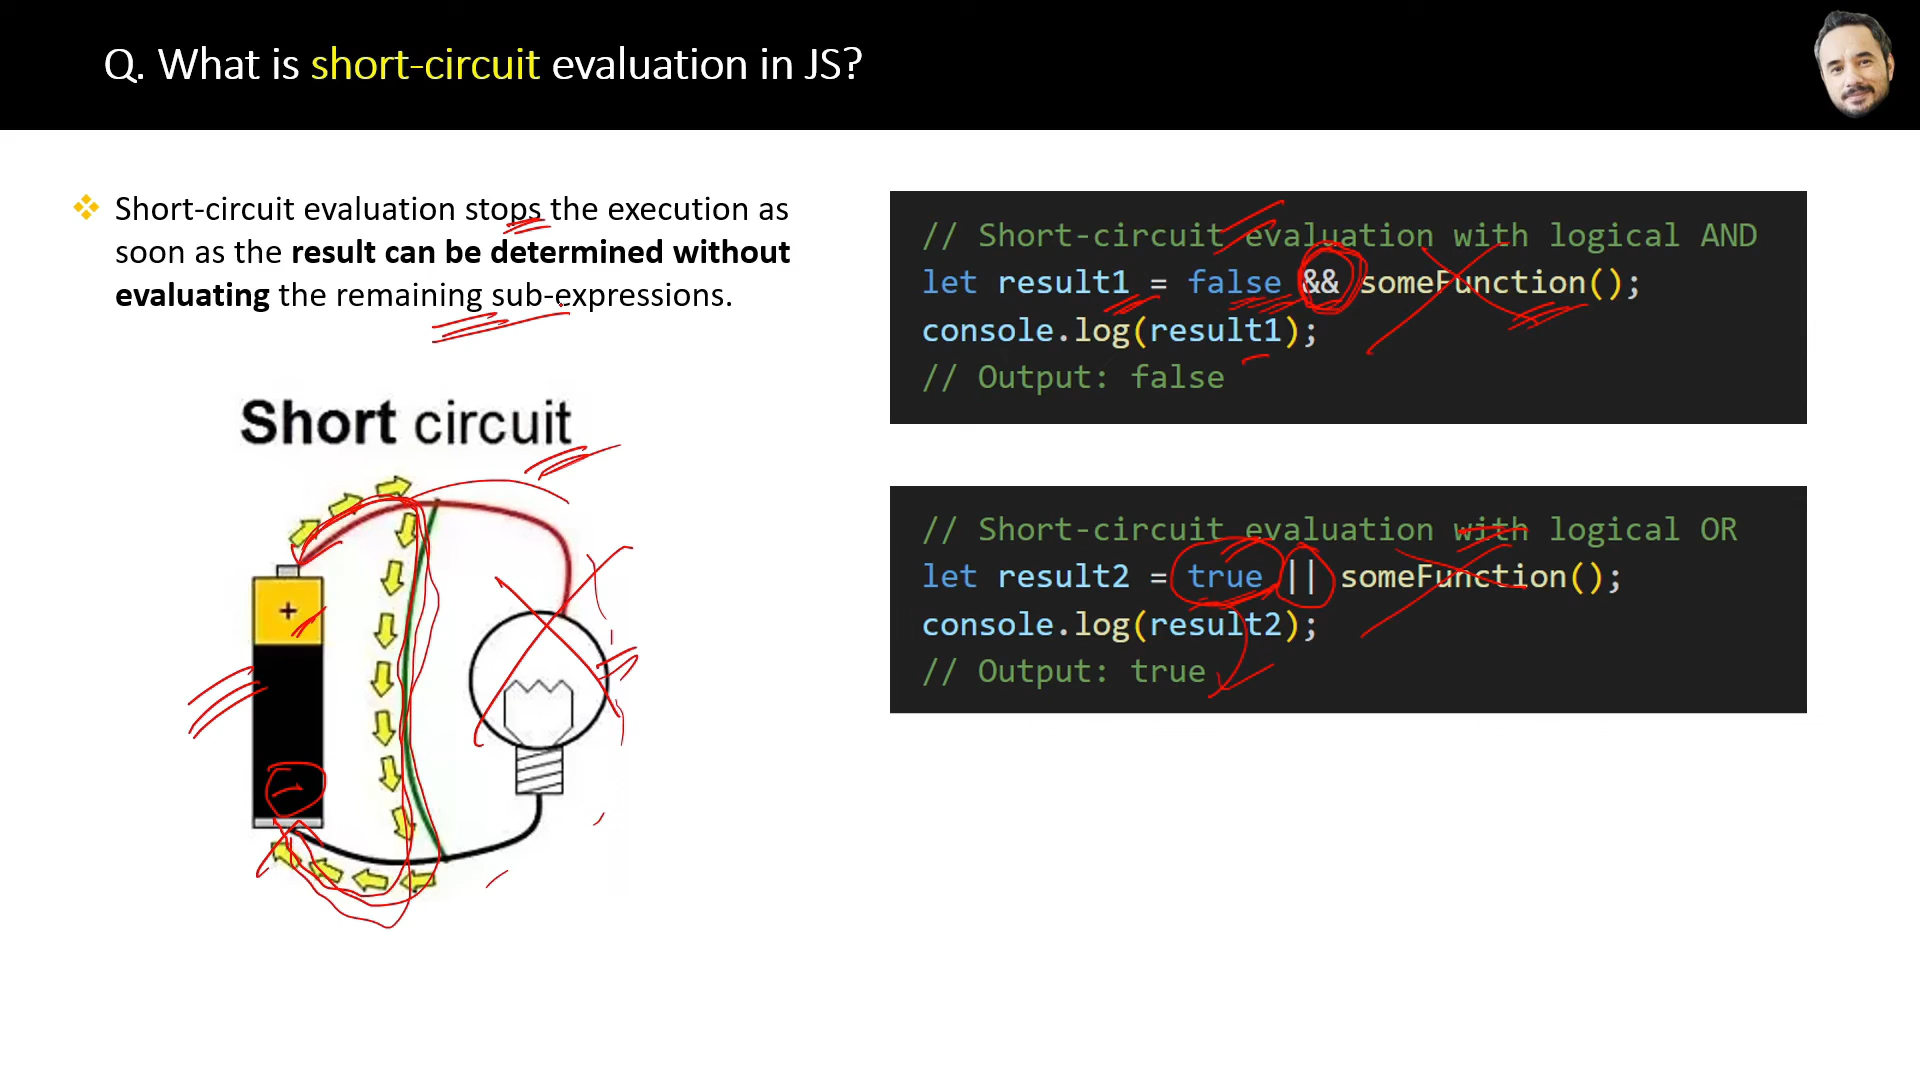 Q. What is short-circuit evaluation in JS?
Short-circuit evaluation stops the execution as
soon as the result can be determined without
evaluating the remaining sub-expressions.
Short circuit
+
-
// Short-circuit evaluation with logical AND
let result1 = false && someFunction();
console.log(result1);
// Output: false
// Short-circuit evaluation with logical OR
let result2 = true || someFunction();
console.log(result2);
// Output: true